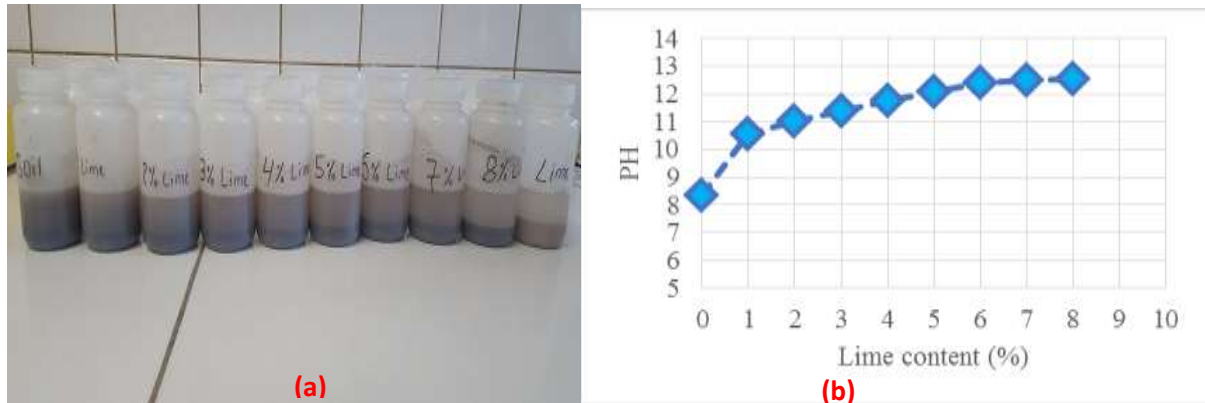 Soil
Lime
2% Lime
3% Lime
4% Lime
5% Lime
6% Lime
7%
8%
Lime
(a)
14
13
12
11
10
9
8
7
6
5
PH
0 1 2 3 4 5 6 7 8 9 10
Lime content (%)
(b)